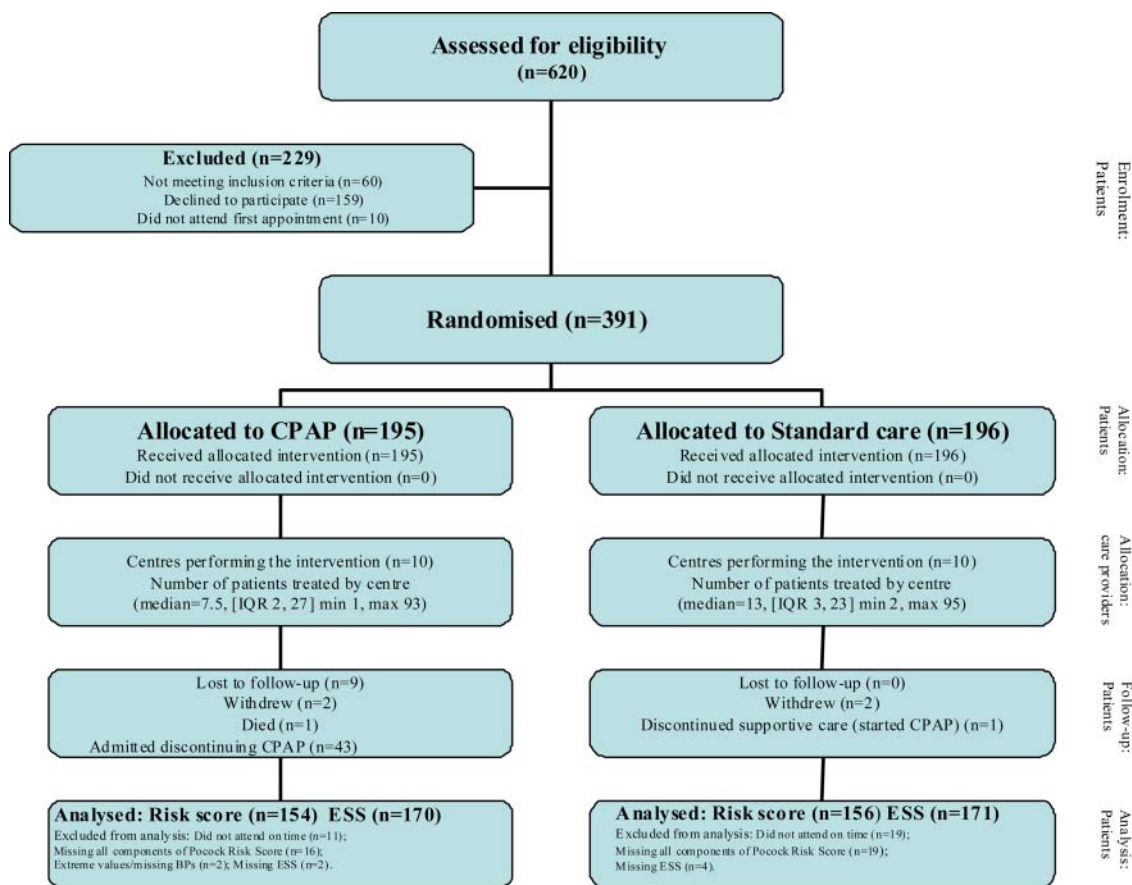 Assessed for eligibility
(n=620)
Excluded (n=229)
Not meeting inclusion criteria (n=60)
Declined to participate (n=159)
Did not attend first appointment (n=10)
Enrolment:
Patients
Randomised (n=391)
Allocated to CPAP (n=195)
Received allocated intervention (n=195)
Did not receive allocated intervention (n=0)
Allocated to Standard care (n=196)
Received allocated intervention (n=196)
Did not receive allocated intervention (n=0)
Allocation:
Patients
Centres performing the intervention (n=10)
Number of patients treated by centre
(median=7.5, [IQR 2, 27] min 1, max 93)
Centres performing the intervention (n=10)
Number of patients treated by centre
(median=13, [IQR 3, 23] min 2, max 95)
Allocation:
care providers
Lost to follow-up (n=9)
Withdrew (n=2)
Died (n=1)
Admitted discontinuing CPAP (n=43)
Lost to follow-up (n=0)
Withdrew (n=2)
Discontinued supportive care (started CPAP) (n=1)
Follow-up:
Patients
Analysed: Risk score (n=154) ESS (n=170)
Excluded from analysis: Did not attend on time (n=11);
Missing all components of Pocock Risk Score (n=16);
Extreme values/missing BPs (n=2); Missing ESS (n=2).
Analysed: Risk score (n=156) ESS (n=171)
Excluded from analysis: Did not attend on time (n=19);
Missing all components of Pocock Risk Score (n=19);
Missing ESS (n=4).
Analysis:
Patients